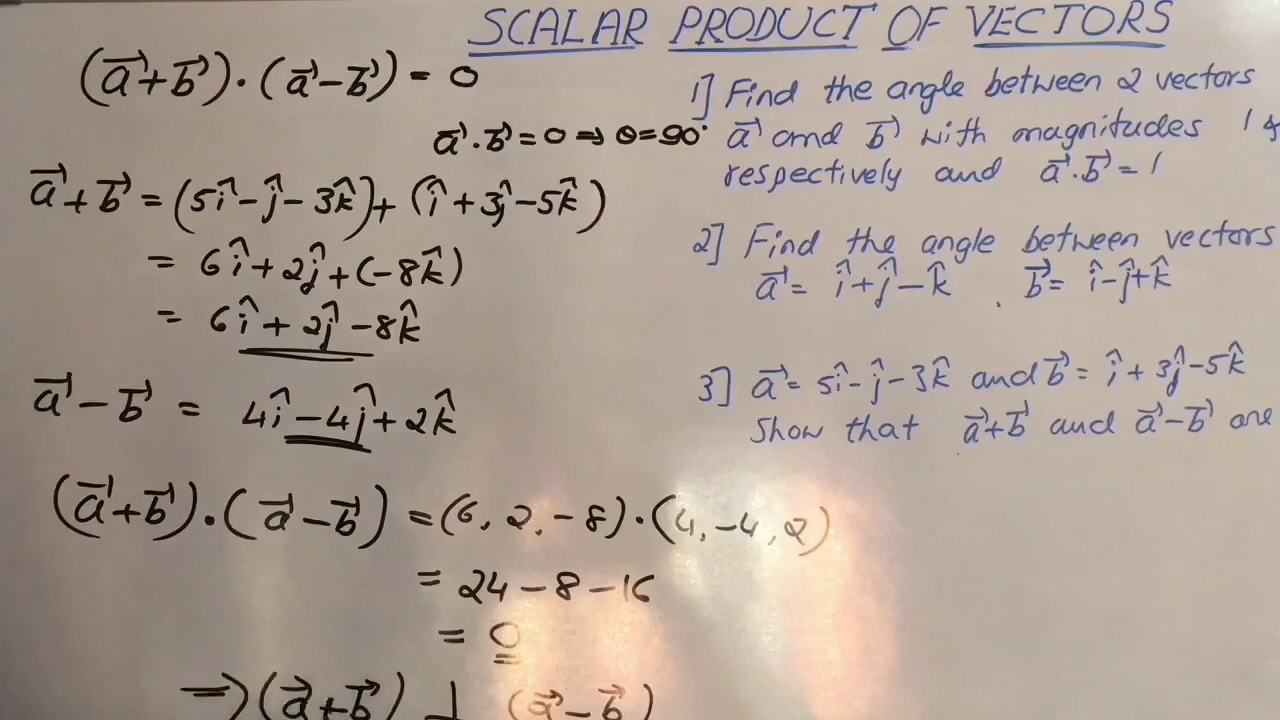 SCALAR PRODUCT OF VECTORS
(a⃗+b⃗)·(a⃗−b⃗) = 0
a⃗·b⃗=0 ⇒ θ=90°
a⃗+b⃗ = (5î−ĵ−3k̂)+(î+3ĵ−5k̂)
= 6î+2ĵ+(−8k̂)
= 6î+2ĵ−8k̂
a⃗−b⃗ = 4î−4ĵ+2k̂
(a⃗+b⃗)·(a⃗−b⃗) = (6, 2, −8)·(4, −4, 2)
= 24−8−16
= 0
⇒(a⃗+b⃗) ⊥ (a⃗−b⃗)
1] Find the angle between 2 vectors
a⃗ and b⃗ with magnitudes 1 &
respectively and a⃗·b⃗=1
2] Find the angle between vectors
a⃗= î+ĵ−k̂ , b⃗= î−ĵ+k̂
3] a⃗= 5î−ĵ−3k̂ and b⃗= î+3ĵ−5k̂
Show that a⃗+b⃗ and a⃗−b⃗ are